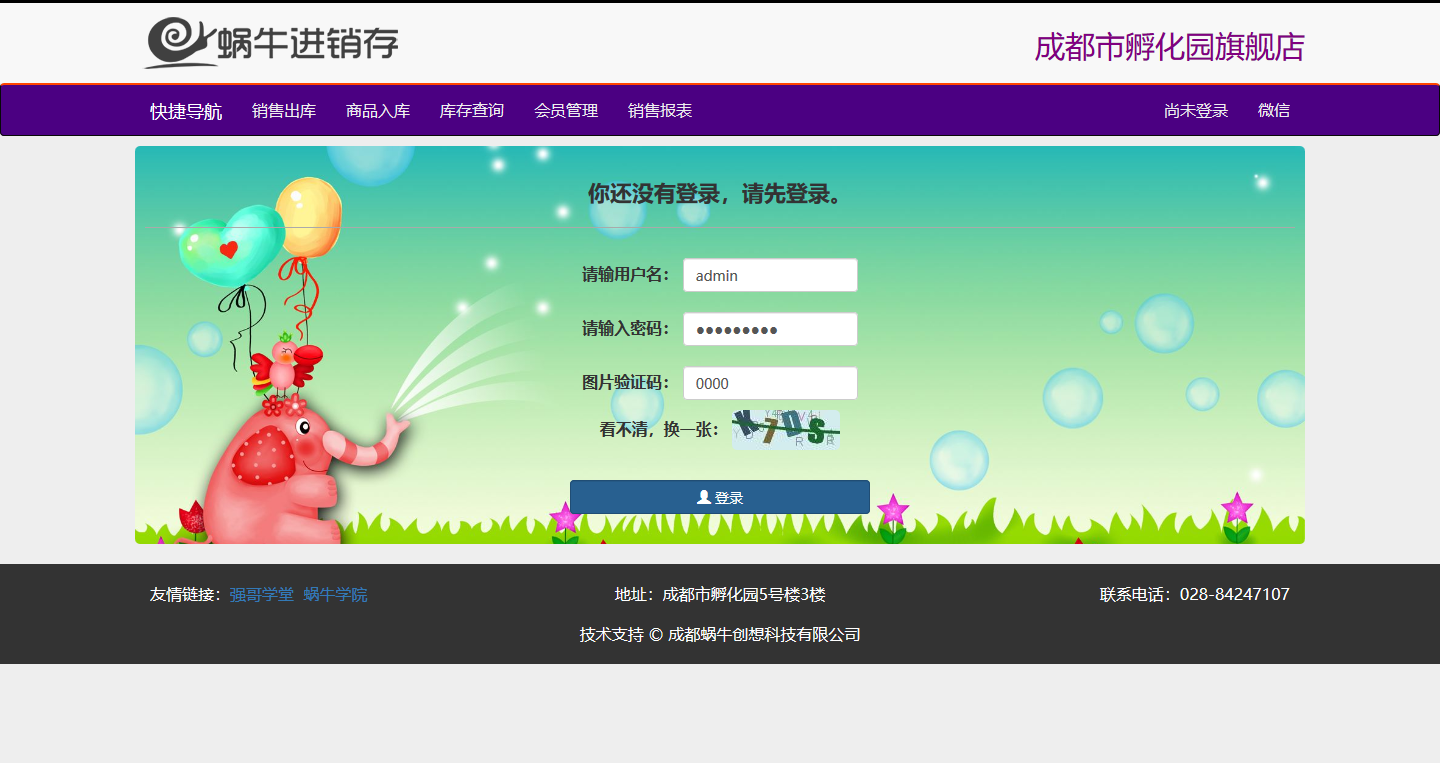 蜗牛进销存
成都市孵化园旗舰店
快捷导航 销售出库 商品入库 库存查询 会员管理 销售报表 尚未登录 微信
你还没有登录，请先登录。
请输用户名： admin
请输入密码： ●●●●●●●●●
图片验证码： 0000
看不清，换一张： K7DS
登录
友情链接：强哥学堂 蜗牛学院 地址：成都市孵化园5号楼3楼 联系电话：028-84247107
技术支持 © 成都蜗牛创想科技有限公司